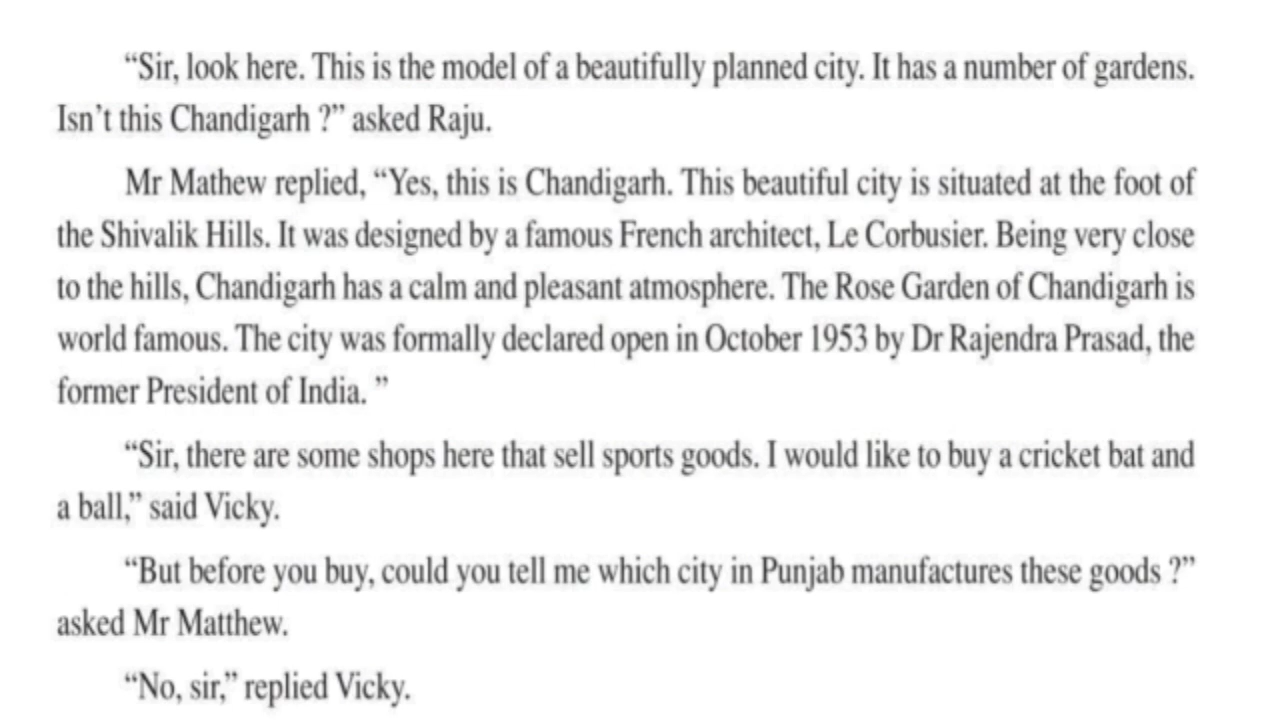 “Sir, look here. This is the model of a beautifully planned city. It has a number of gardens.
Isn’t this Chandigarh ?” asked Raju.
Mr Mathew replied, “Yes, this is Chandigarh. This beautiful city is situated at the foot of
the Shivalik Hills. It was designed by a famous French architect, Le Corbusier. Being very close
to the hills, Chandigarh has a calm and pleasant atmosphere. The Rose Garden of Chandigarh is
world famous. The city was formally declared open in October 1953 by Dr Rajendra Prasad, the
former President of India. ”
“Sir, there are some shops here that sell sports goods. I would like to buy a cricket bat and
a ball,” said Vicky.
“But before you buy, could you tell me which city in Punjab manufactures these goods ?”
asked Mr Matthew.
“No, sir,” replied Vicky.